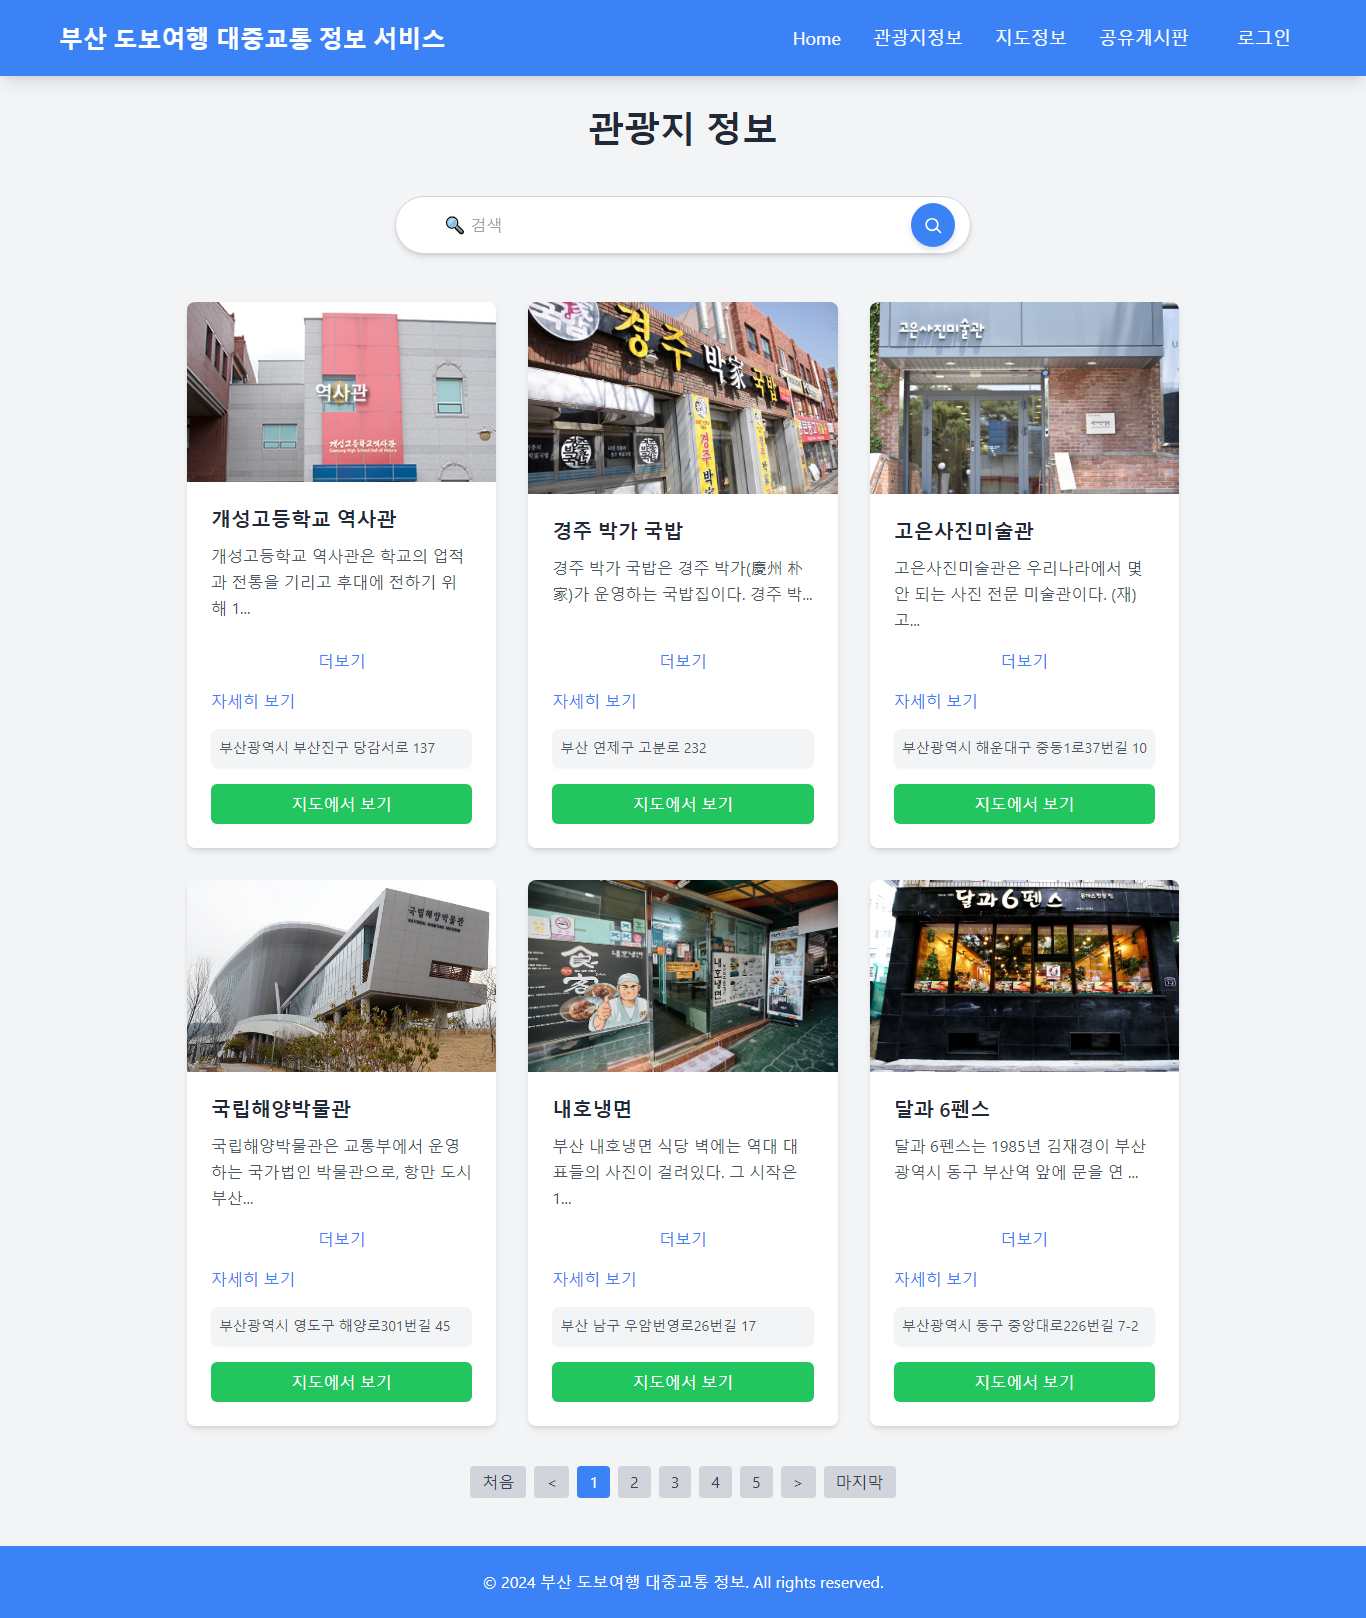 부산 도보여행 대중교통 정보 서비스
Home 관광지정보 지도정보 공유게시판 로그인
관광지 정보
검색
역사관
개성고등학교역사관
Gaesung High School Hall of History
국밥
경주 박家 국밥
경주 박家
고은사진미술관
개성고등학교 역사관
개성고등학교 역사관은 학교의 업적
과 전통을 기리고 후대에 전하기 위
해 1...
더보기
자세히 보기
부산광역시 부산진구 당감서로 137
지도에서 보기
경주 박가 국밥
경주 박가 국밥은 경주 박가(慶州 朴
家)가 운영하는 국밥집이다. 경주 박...
더보기
자세히 보기
부산 연제구 고분로 232
지도에서 보기
고은사진미술관
고은사진미술관은 우리나라에서 몇
안 되는 사진 전문 미술관이다. (재)
고...
더보기
자세히 보기
부산광역시 해운대구 중동1로37번길 10
지도에서 보기
국립해양박물관
食客
내호냉면
내호냉면
달과6펜스
국립해양박물관
국립해양박물관은 교통부에서 운영
하는 국가법인 박물관으로, 항만 도시
부산...
더보기
자세히 보기
부산광역시 영도구 해양로301번길 45
지도에서 보기
내호냉면
부산 내호냉면 식당 벽에는 역대 대
표들의 사진이 걸려있다. 그 시작은
1...
더보기
자세히 보기
부산 남구 우암번영로26번길 17
지도에서 보기
달과 6펜스
달과 6펜스는 1985년 김재경이 부산
광역시 동구 부산역 앞에 문을 연 ...
더보기
자세히 보기
부산광역시 동구 중앙대로226번길 7-2
지도에서 보기
처음 < 1 2 3 4 5 > 마지막
© 2024 부산 도보여행 대중교통 정보. All rights reserved.